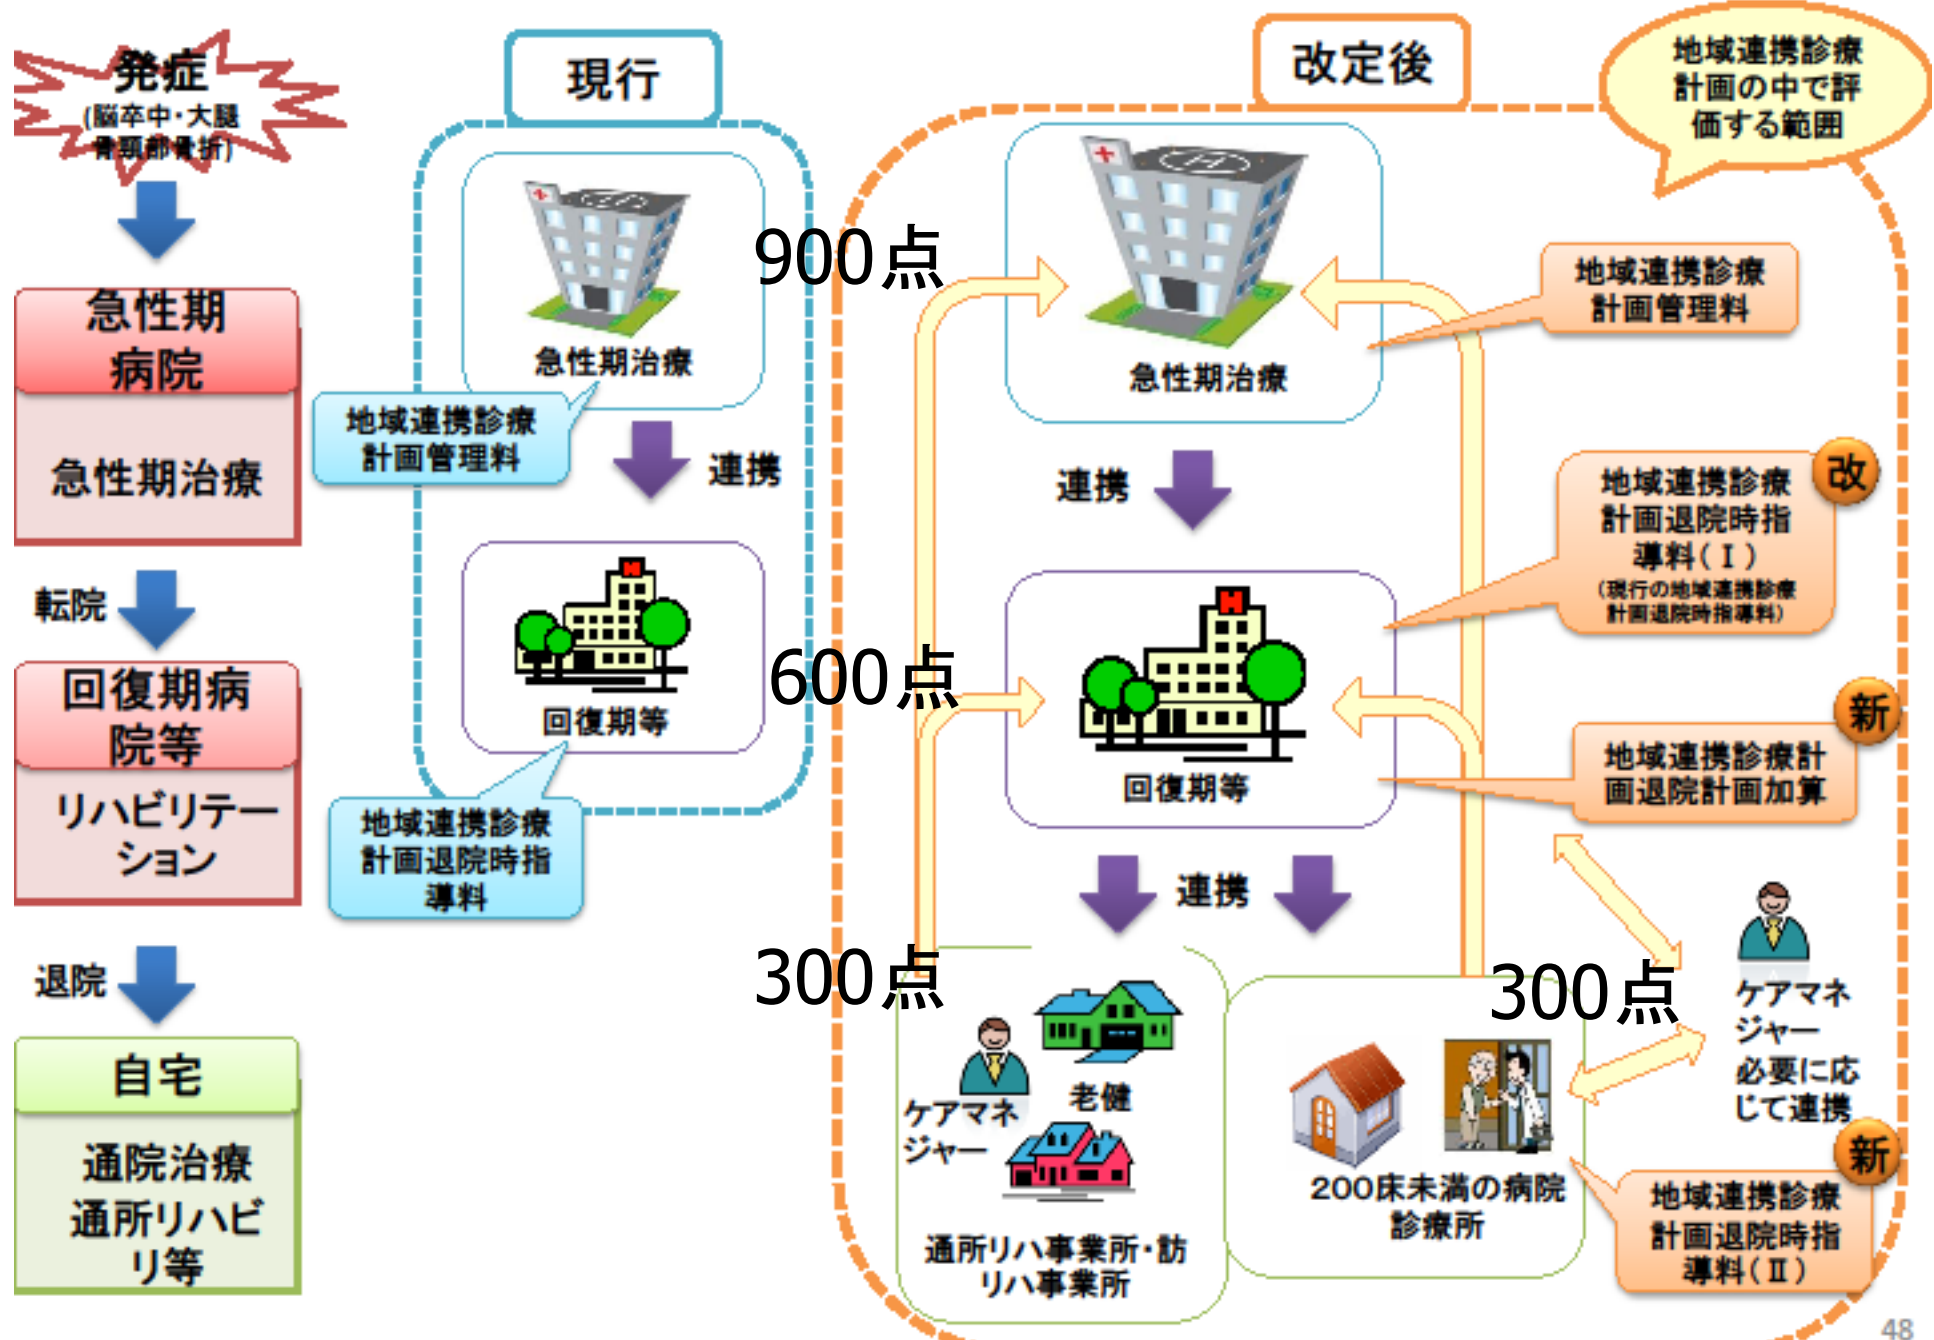 発症
(脳卒中・大腿
骨頸部骨折)
急性期
病院
急性期治療
転院
回復期病
院等
リハビリテー
ション
退院
自宅
通院治療
通所リハビ
リ等
現行
急性期治療
地域連携診療
計画管理料
連携
回復期等
地域連携診療
計画退院時指
導料
改定後
地域連携診療
計画の中で評
価する範囲
900点
急性期治療
地域連携診療
計画管理料
連携
地域連携診療
計画退院時指
導料(Ⅰ)
(現行の地域連携診療
計画退院時指導料)
改
600点
回復期等
地域連携診療計
画退院計画加算
新
連携
300点
ケアマネ
ジャー
老健
通所リハ事業所・訪
リハ事業所
300点
200床未満の病院
診療所
ケアマネ
ジャー
必要に応
じて連携
新
地域連携診療
計画退院時指
導料(Ⅱ)
48